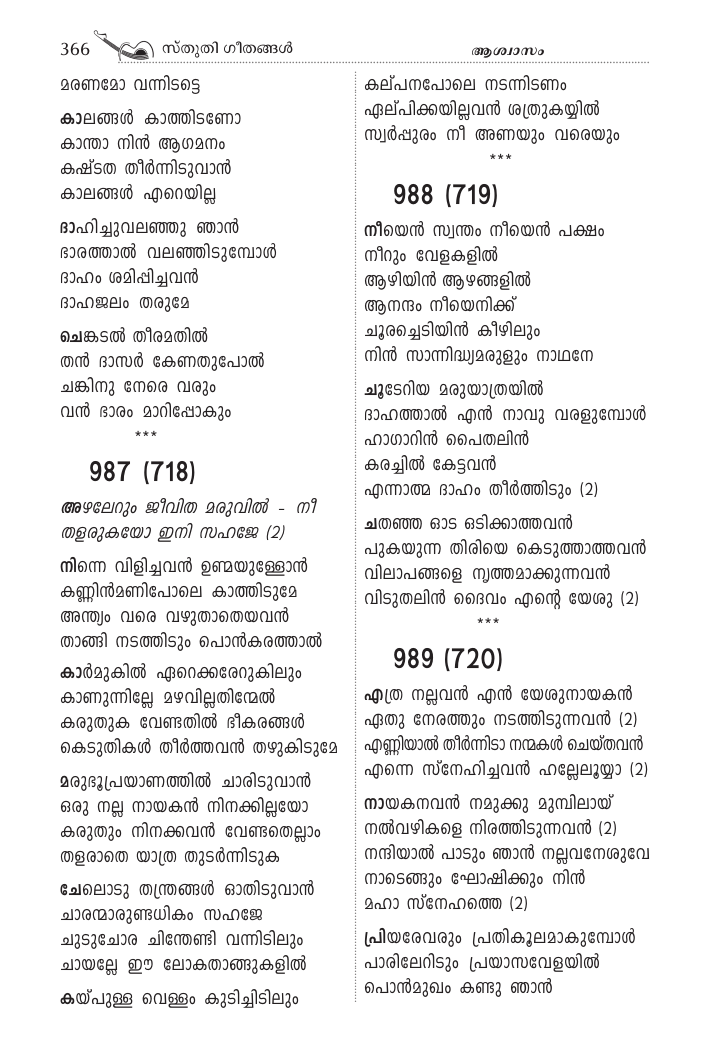 366 സ്തുതി ഗീതങ്ങൾ
ആശ്വാസം
മരണമോ വന്നിടട്ടെ
കാലങ്ങൾ കാത്തിടണോ
കാന്താ നിൻ ആഗമനം
കഷ്ടത തീർന്നിടുവാൻ
കാലങ്ങൾ എറെയില്ല
ദാഹിച്ചുവലഞ്ഞു ഞാൻ
ഭാരത്താൽ വലഞ്ഞിടുമ്പോൾ
ദാഹം ശമിപ്പിച്ചവൻ
ദാഹജലം തരുമേ
ചെങ്കടൽ തീരമതിൽ
തൻ ദാസർ കേണതുപോൽ
ചങ്കിനു നേരെ വരും
വൻ ഭാരം മാറിപ്പോകും
***
987 (718)
അഴലേറും ജീവിത മരുവിൽ - നീ
തളരുകയോ ഇനി സഹജേ (2)
നിന്നെ വിളിച്ചവൻ ഉണ്മയുള്ളോൻ
കണ്ണിൻമണിപോലെ കാത്തിടുമേ
അന്ത്യം വരെ വഴുതാതെയവൻ
താങ്ങി നടത്തിടും പൊൻകരത്താൽ
കാർമുകിൽ ഏറെക്കരേറുകിലും
കാണുന്നില്ലേ മഴവില്ലതിന്മേൽ
കരുതുക വേണ്ടതിൽ ഭീകരങ്ങൾ
കെടുതികൾ തീർത്തവൻ തഴുകിടുമേ
മരുഭൂപ്രയാണത്തിൽ ചാരിടുവാൻ
ഒരു നല്ല നായകൻ നിനക്കില്ലയോ
കരുതും നിനക്കവൻ വേണ്ടതെല്ലാം
തളരാതെ യാത്ര തുടർന്നിടുക
ചേലൊടു തന്ത്രങ്ങൾ ഓതിടുവാൻ
ചാരന്മാരുണ്ടധികം സഹജേ
ചുടുചോര ചിന്തേണ്ടി വന്നിടിലും
ചായല്ലേ ഈ ലോകതാങ്ങുകളിൽ
കയ്പുള്ള വെള്ളം കുടിച്ചിടിലും
കല്പനപോലെ നടന്നിടണം
ഏല്പിക്കയില്ലവൻ ശത്രുകയ്യിൽ
സ്വർപ്പുരം നീ അണയും വരെയും
***
988 (719)
നീയെൻ സ്വന്തം നീയെൻ പക്ഷം
നീറും വേളകളിൽ
ആഴിയിൻ ആഴങ്ങളിൽ
ആനന്ദം നീയെനിക്ക്
ചൂരച്ചെടിയിൻ കീഴിലും
നിൻ സാന്നിദ്ധ്യമരുളും നാഥനേ
ചൂടേറിയ മരുയാത്രയിൽ
ദാഹത്താൽ എൻ നാവു വരളുമ്പോൾ
ഹാഗാറിൻ പൈതലിൻ
കരച്ചിൽ കേട്ടവൻ
എന്നാത്മ ദാഹം തീർത്തിടും (2)
ചതഞ്ഞ ഓട ഒടിക്കാത്തവൻ
പുകയുന്ന തിരിയെ കെടുത്താത്തവൻ
വിലാപങ്ങളെ നൃത്തമാക്കുന്നവൻ
വിടുതലിൻ ദൈവം എന്റെ യേശു (2)
***
989 (720)
എത്ര നല്ലവൻ എൻ യേശുനായകൻ
ഏതു നേരത്തും നടത്തിടുന്നവൻ (2)
എണ്ണിയാൽ തീർന്നിടാ നന്മകൾ ചെയ്തവൻ
എന്നെ സ്നേഹിച്ചവൻ ഹല്ലേലൂയ്യാ (2)
നായകനവൻ നമുക്കു മുമ്പിലായ്
നൽവഴികളെ നിരത്തിടുന്നവൻ (2)
നന്ദിയാൽ പാടും ഞാൻ നല്ലവനേശുവേ
നാടെങ്ങും ഘോഷിക്കും നിൻ
മഹാ സ്നേഹത്തെ (2)
പ്രിയരേവരും പ്രതികൂലമാകുമ്പോൾ
പാരിലേറിടും പ്രയാസവേളയിൽ
പൊൻമുഖം കണ്ടു ഞാൻ